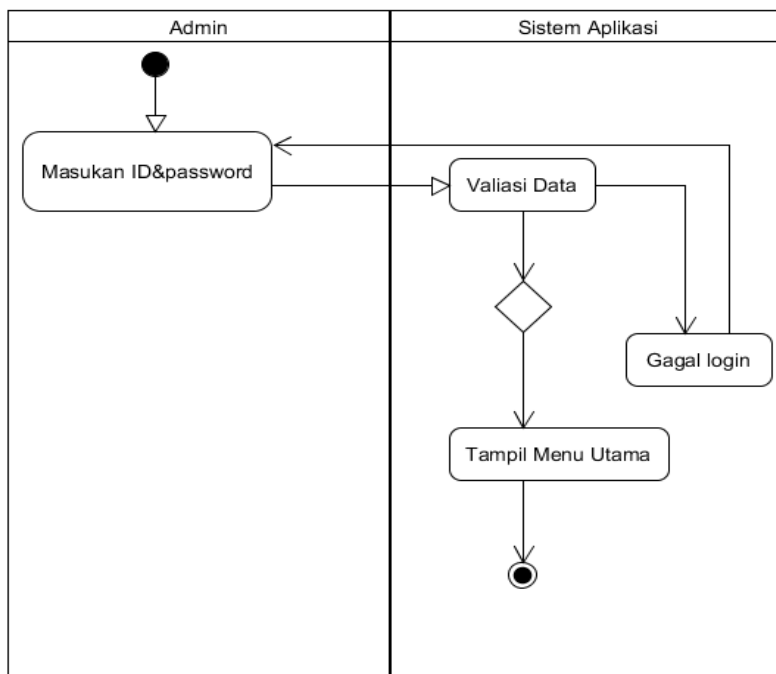 Admin
Sistem Aplikasi
Masukan ID&password
Valiasi Data
Gagal login
Tampil Menu Utama